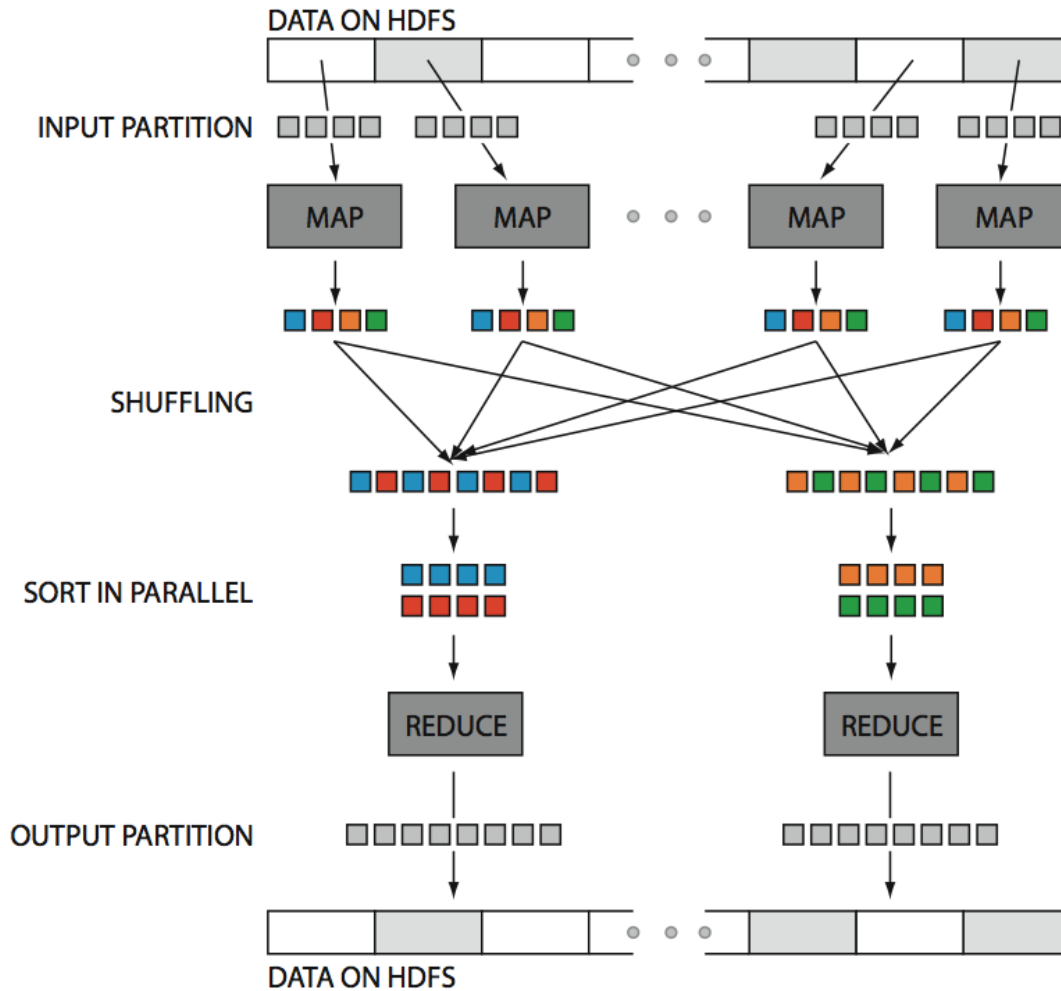 DATA ON HDFS
INPUT PARTITION
MAP
MAP
MAP
MAP
SHUFFLING
SORT IN PARALLEL
REDUCE
REDUCE
OUTPUT PARTITION
DATA ON HDFS